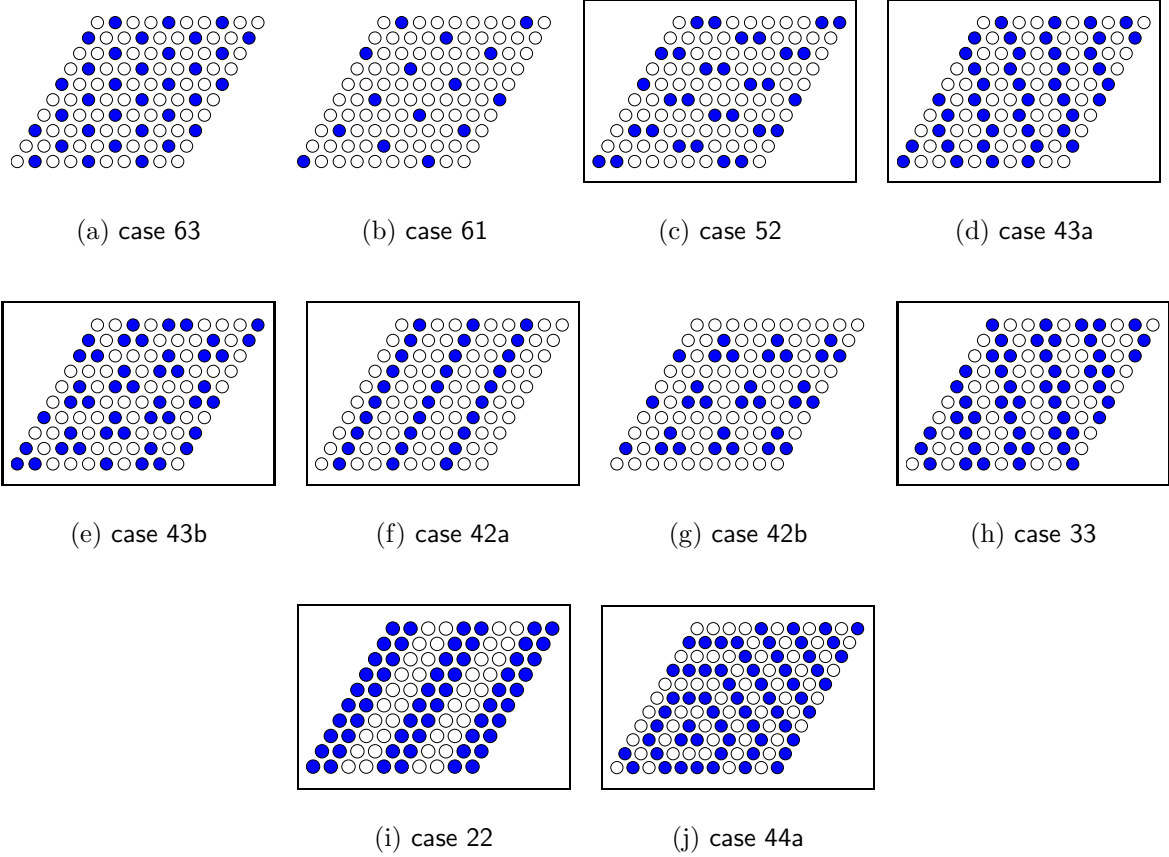 (a) case 63
(b) case 61
(c) case 52
(d) case 43a
(e) case 43b
(f) case 42a
(g) case 42b
(h) case 33
(i) case 22
(j) case 44a